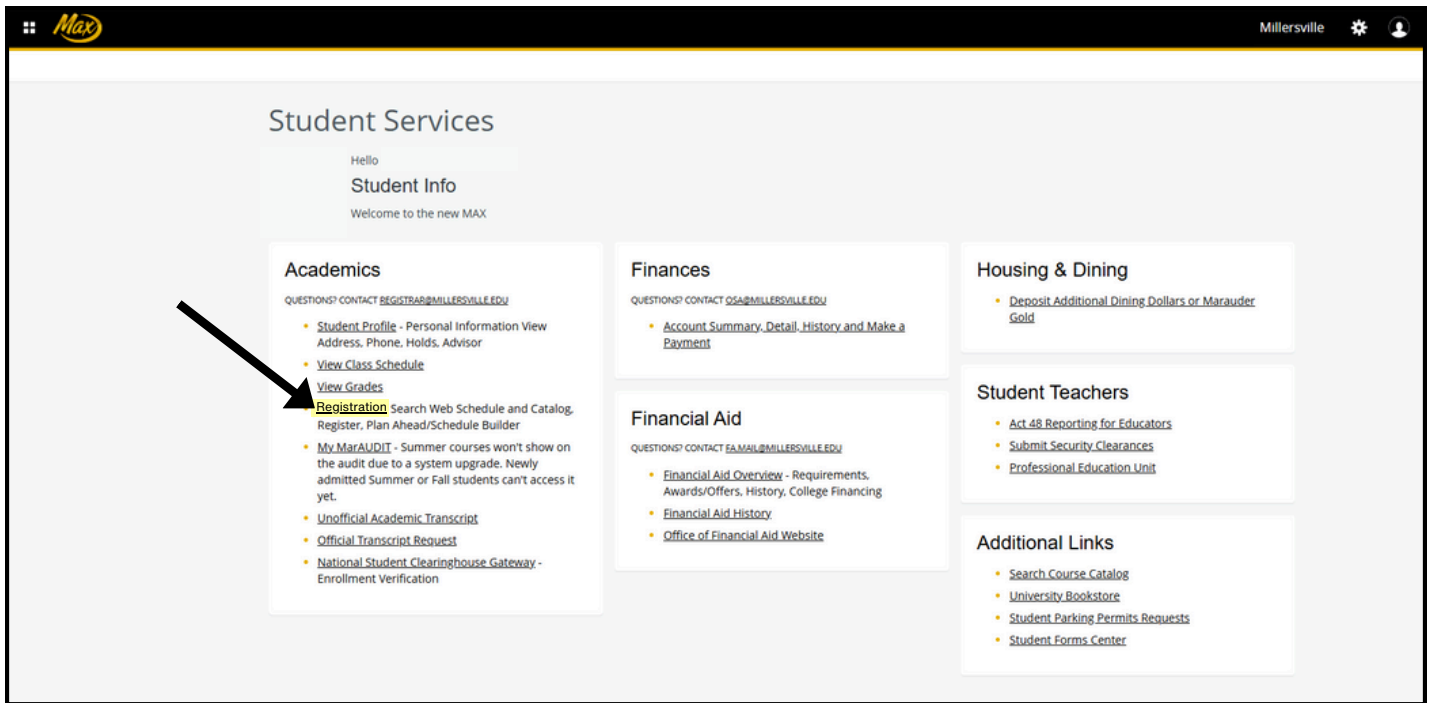 Max
Millersville
Student Services
Hello
Student Info
Welcome to the new MAX
Academics
QUESTIONS? CONTACT REGISTRAR@MILLERSVILLE.EDU
Student Profile - Personal Information View
Address, Phone, Holds, Advisor
View Class Schedule
View Grades
Registration Search Web Schedule and Catalog,
Register, Plan Ahead/Schedule Builder
My MarAUDIT - Summer courses won't show on
the audit due to a system upgrade. Newly
admitted Summer or Fall students can't access it
yet.
Unofficial Academic Transcript
Official Transcript Request
National Student Clearinghouse Gateway -
Enrollment Verification
Finances
QUESTIONS? CONTACT OSA@MILLERSVILLE.EDU
Account Summary, Detail, History and Make a
Payment
Financial Aid
QUESTIONS? CONTACT FA.MAIL@MILLERSVILLE.EDU
Financial Aid Overview - Requirements,
Awards/Offers, History, College Financing
Financial Aid History
Office of Financial Aid Website
Housing & Dining
Deposit Additional Dining Dollars or Marauder
Gold
Student Teachers
Act 48 Reporting for Educators
Submit Security Clearances
Professional Education Unit
Additional Links
Search Course Catalog
University Bookstore
Student Parking Permits Requests
Student Forms Center